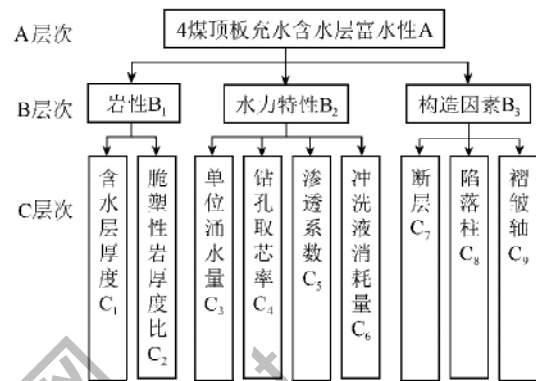 A层次
4煤顶板充水含水层富水性A
B层次
岩性B₁
水力特性B₂
构造因素B₃
C层次
含水层厚度C₁
脆塑性岩厚度比C₂
单位涌水量C₃
钻孔取芯率C₄
渗透系数C₅
冲洗液消耗量C₆
断层C₇
陷落柱C₈
褶皱轴C₉